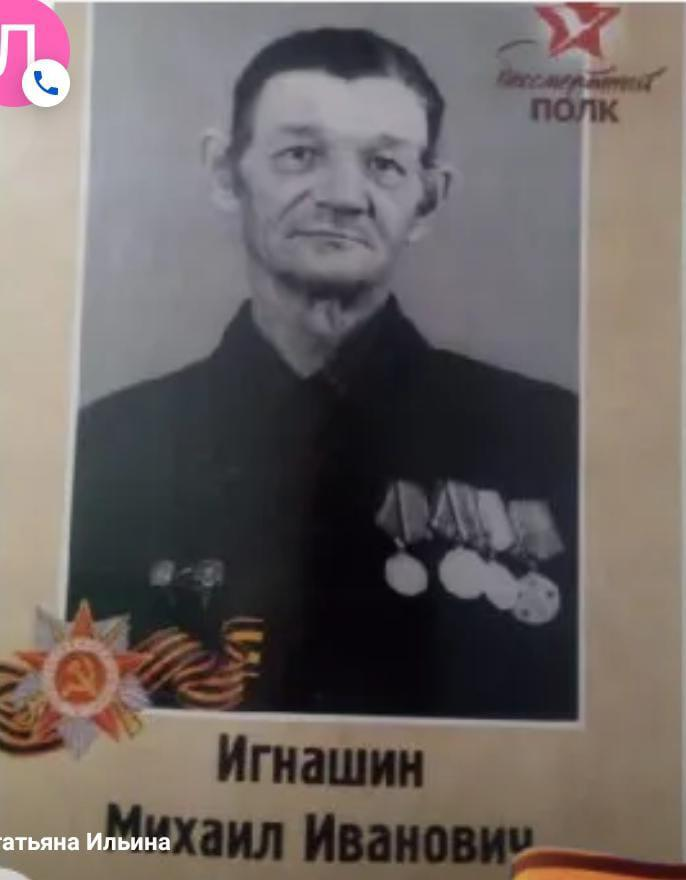 Л
Бессмертный
ПОЛК
Игнашин
Михаил Иванович
татьяна Ильина